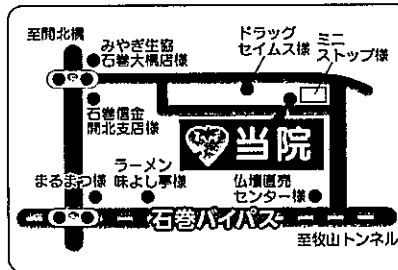 至開北橋
みやぎ生協
石巻大橋店様
ドラッグ
セイムス様
ミニ
ストップ様
石巻信金
開北支店様
当院
まるまつ様
ラーメン
味よし亭様
仏壇直売
センター様
石巻バイパス
至牧山トンネル